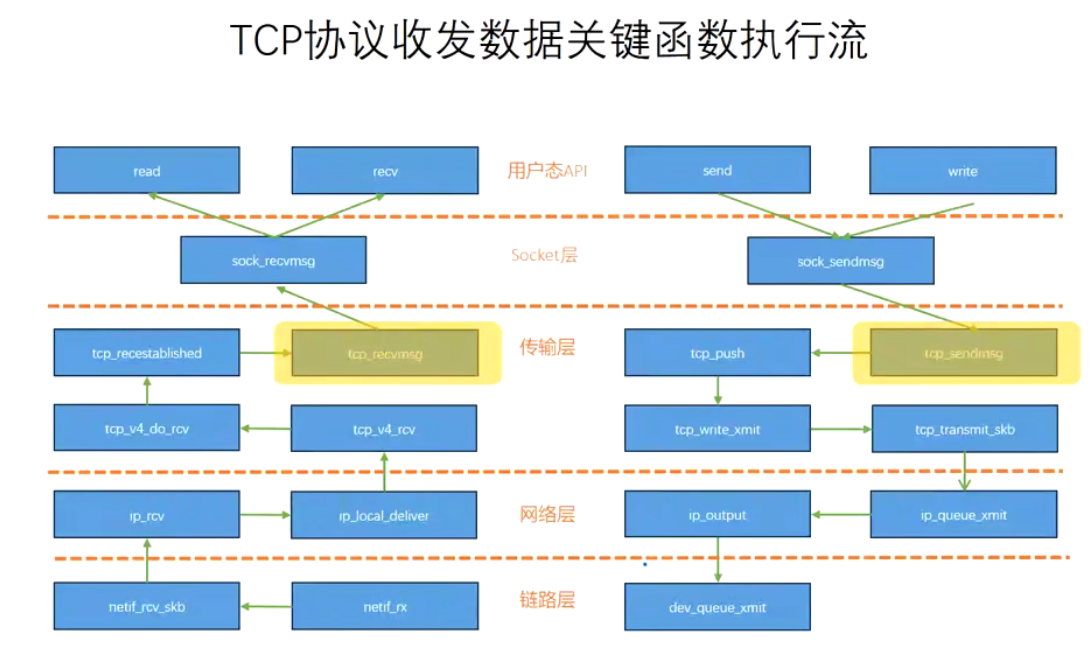 TCP协议收发数据关键函数执行流
read
recv
用户态API
send
write
sock_recvmsg
Socket层
sock_sendmsg
tcp_recestablished
tcp_recvmsg
传输层
tcp_push
tcp_sendmsg
tcp_v4_do_rcv
tcp_v4_rcv
tcp_write_xmit
tcp_transmit_skb
ip_rcv
ip_local_deliver
网络层
ip_output
ip_queue_xmit
netif_rcv_skb
netif_rx
链路层
dev_queue_xmit